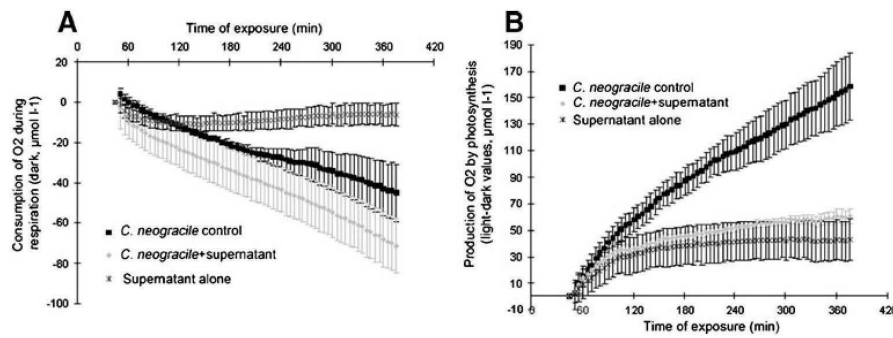 A
Time of exposure (min)
0 60 120 180 240 300 360 420
20
0
-20
-40
-60
-80
-100
Consumption of O2 during
respiration (dark, µmol l-1)
C. neogracile control
C. neogracile+supernatant
Supernatant alone
B
190
170
150
130
110
90
70
50
30
10
-10
Production of O2 by photosynthesis
(light-dark values, µmol l-1)
C. neogracile control
C. neogracile+supernatant
Supernatant alone
0 60 120 180 240 300 360 420
Time of exposure (min)